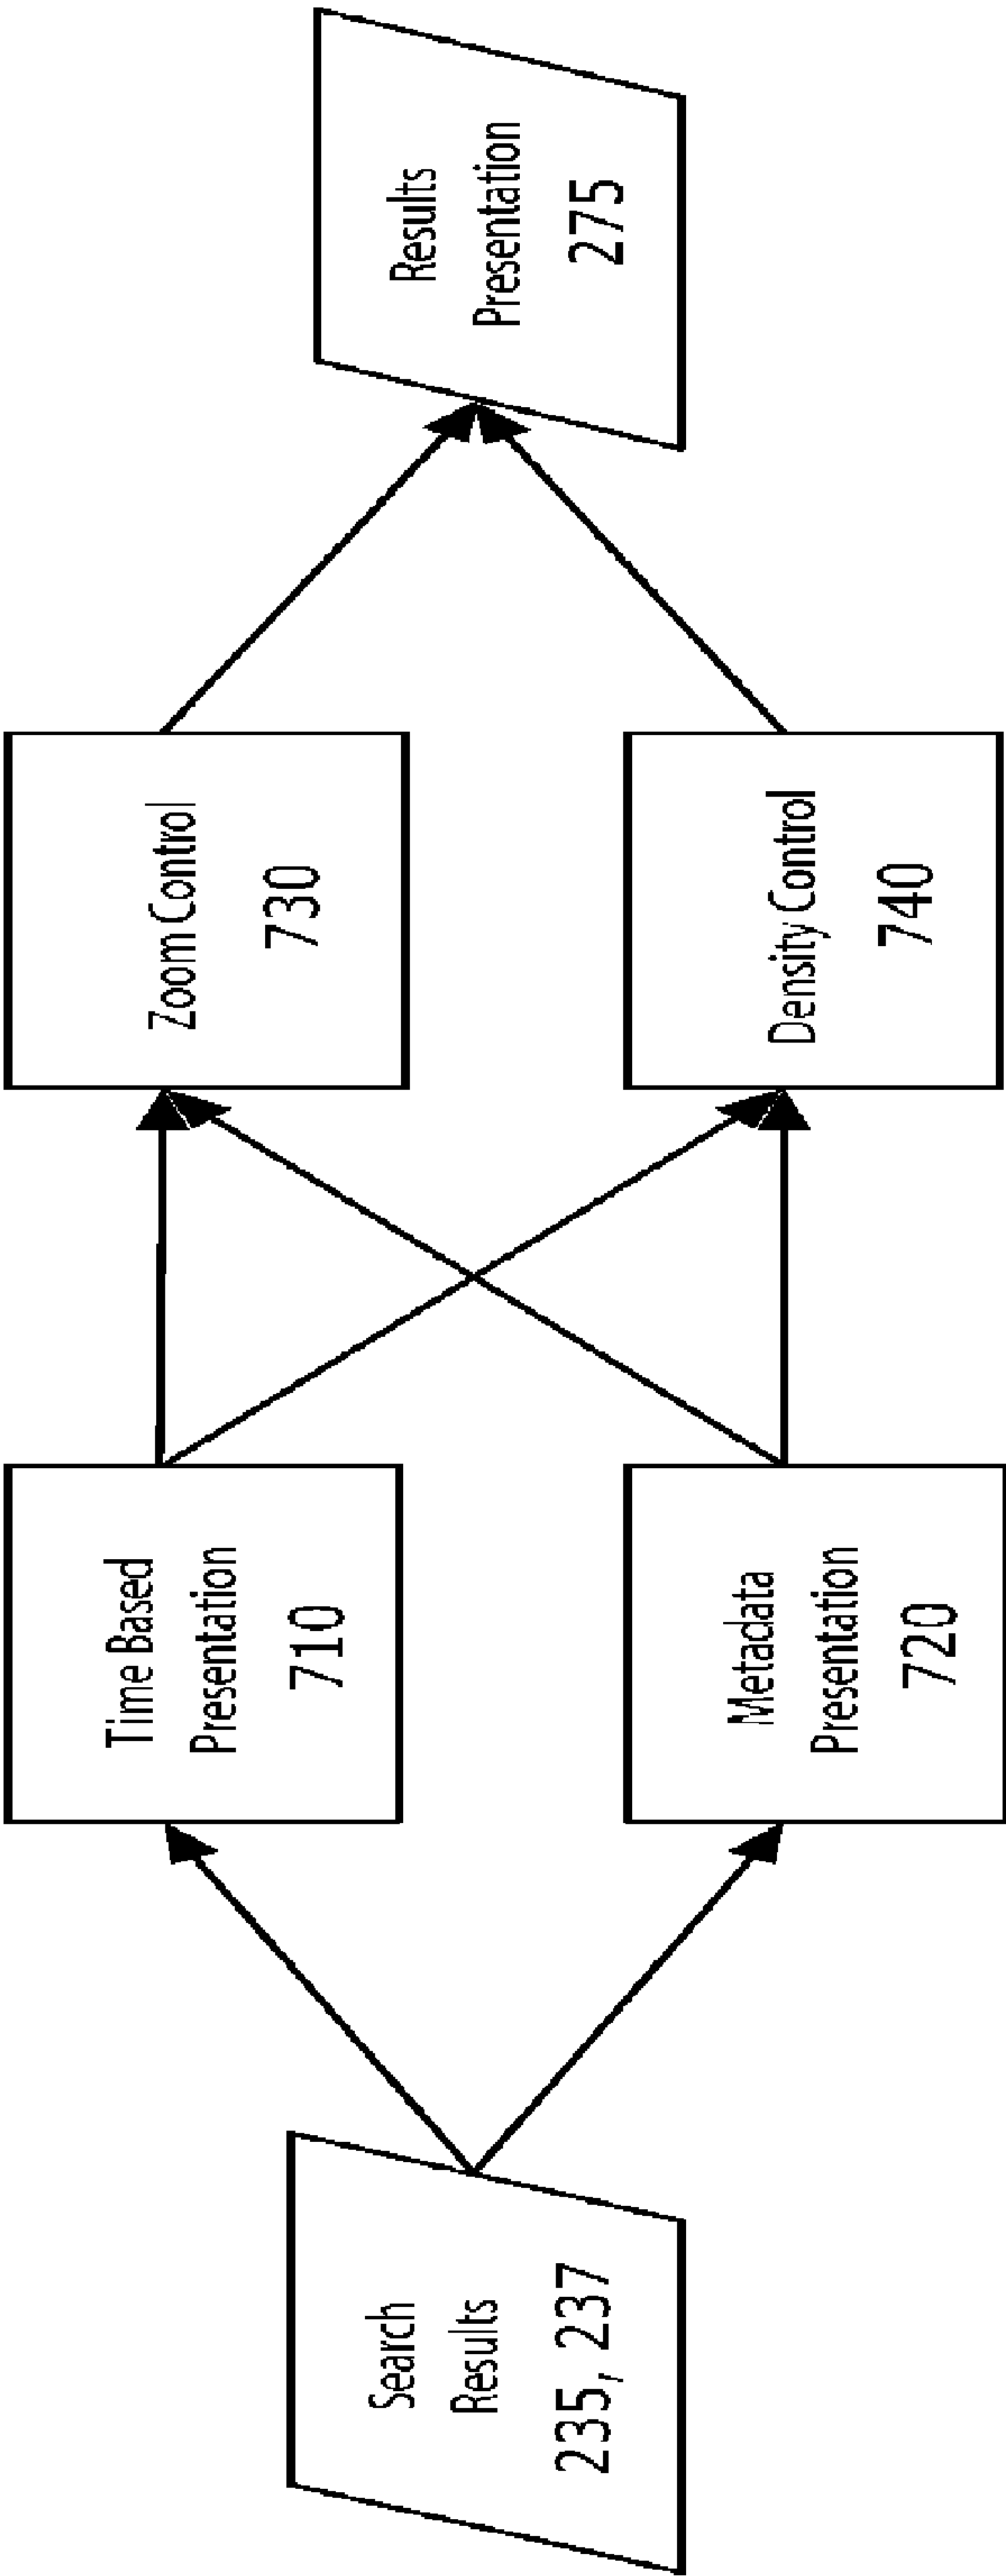 Search
Results
235, 237
Time Based
Presentation
710
Metadata
Presentation
720
Zoom Control
730
Density Control
740
Results
Presentation
275